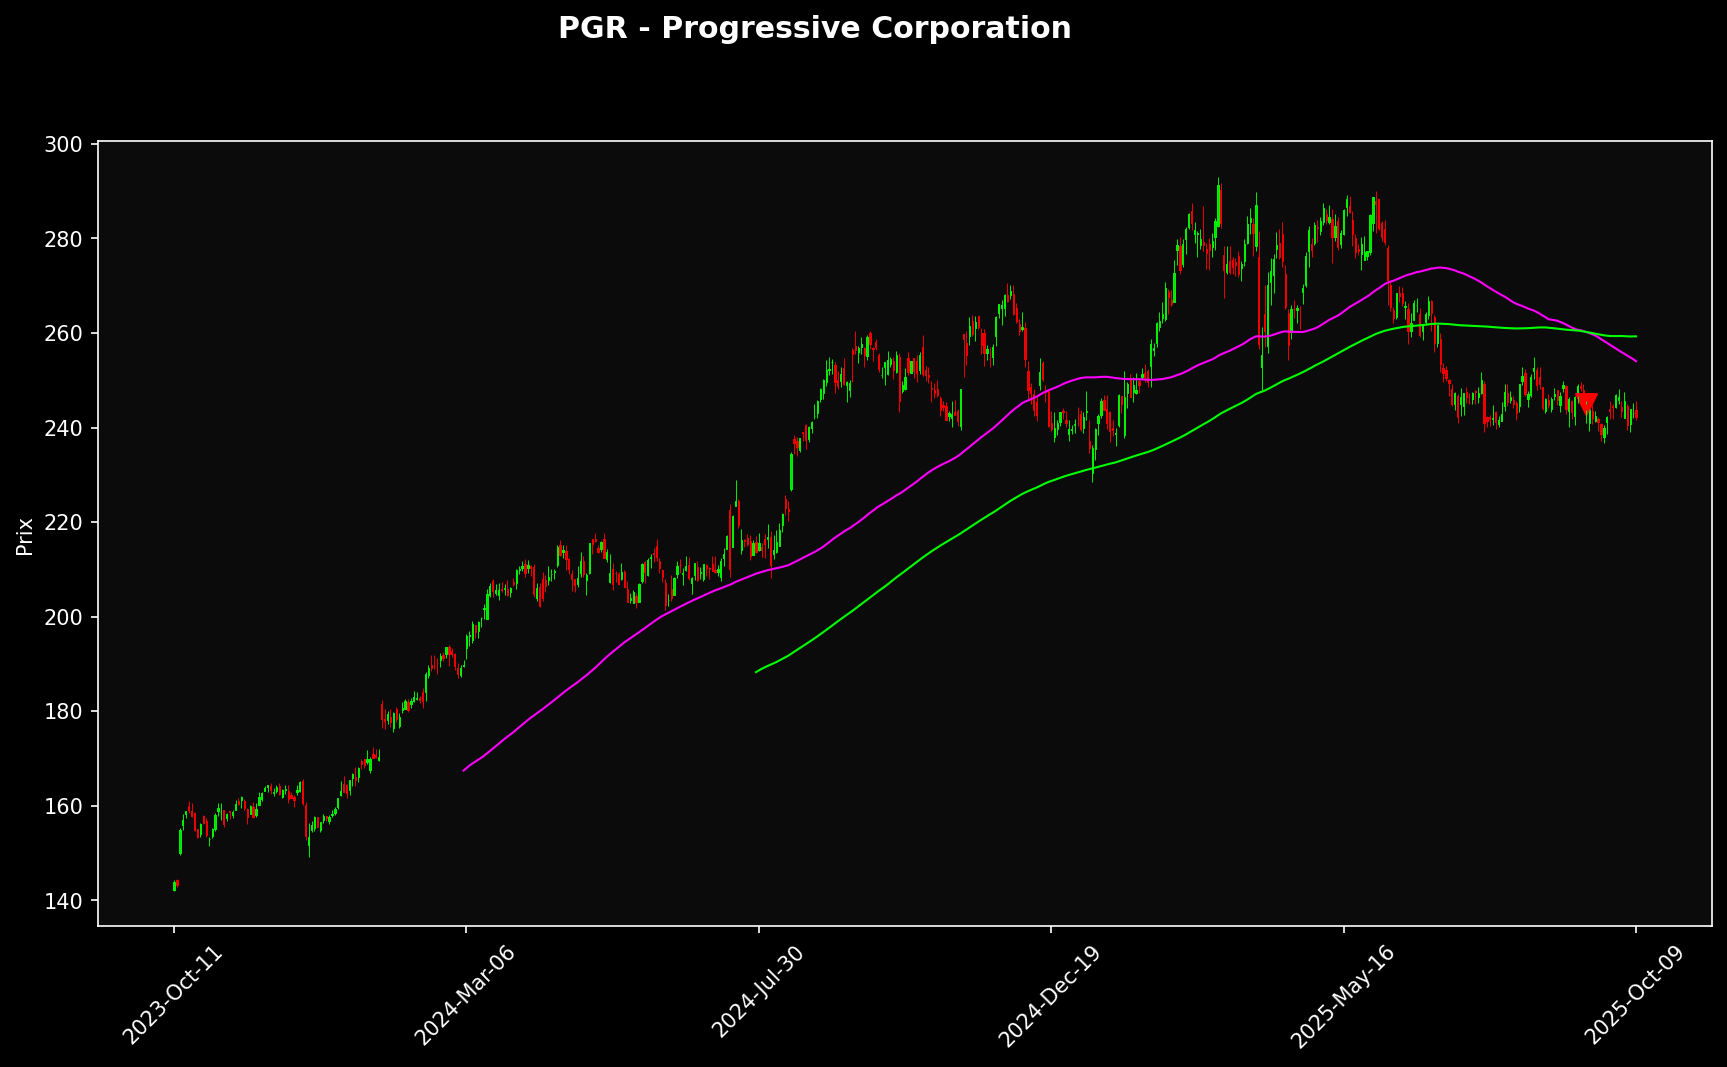 PGR - Progressive Corporation
300
280
260
240
220
200
180
160
140
Prix
2023-Oct-11
2024-Mar-06
2024-Jul-30
2024-Dec-19
2025-May-16
2025-Oct-09